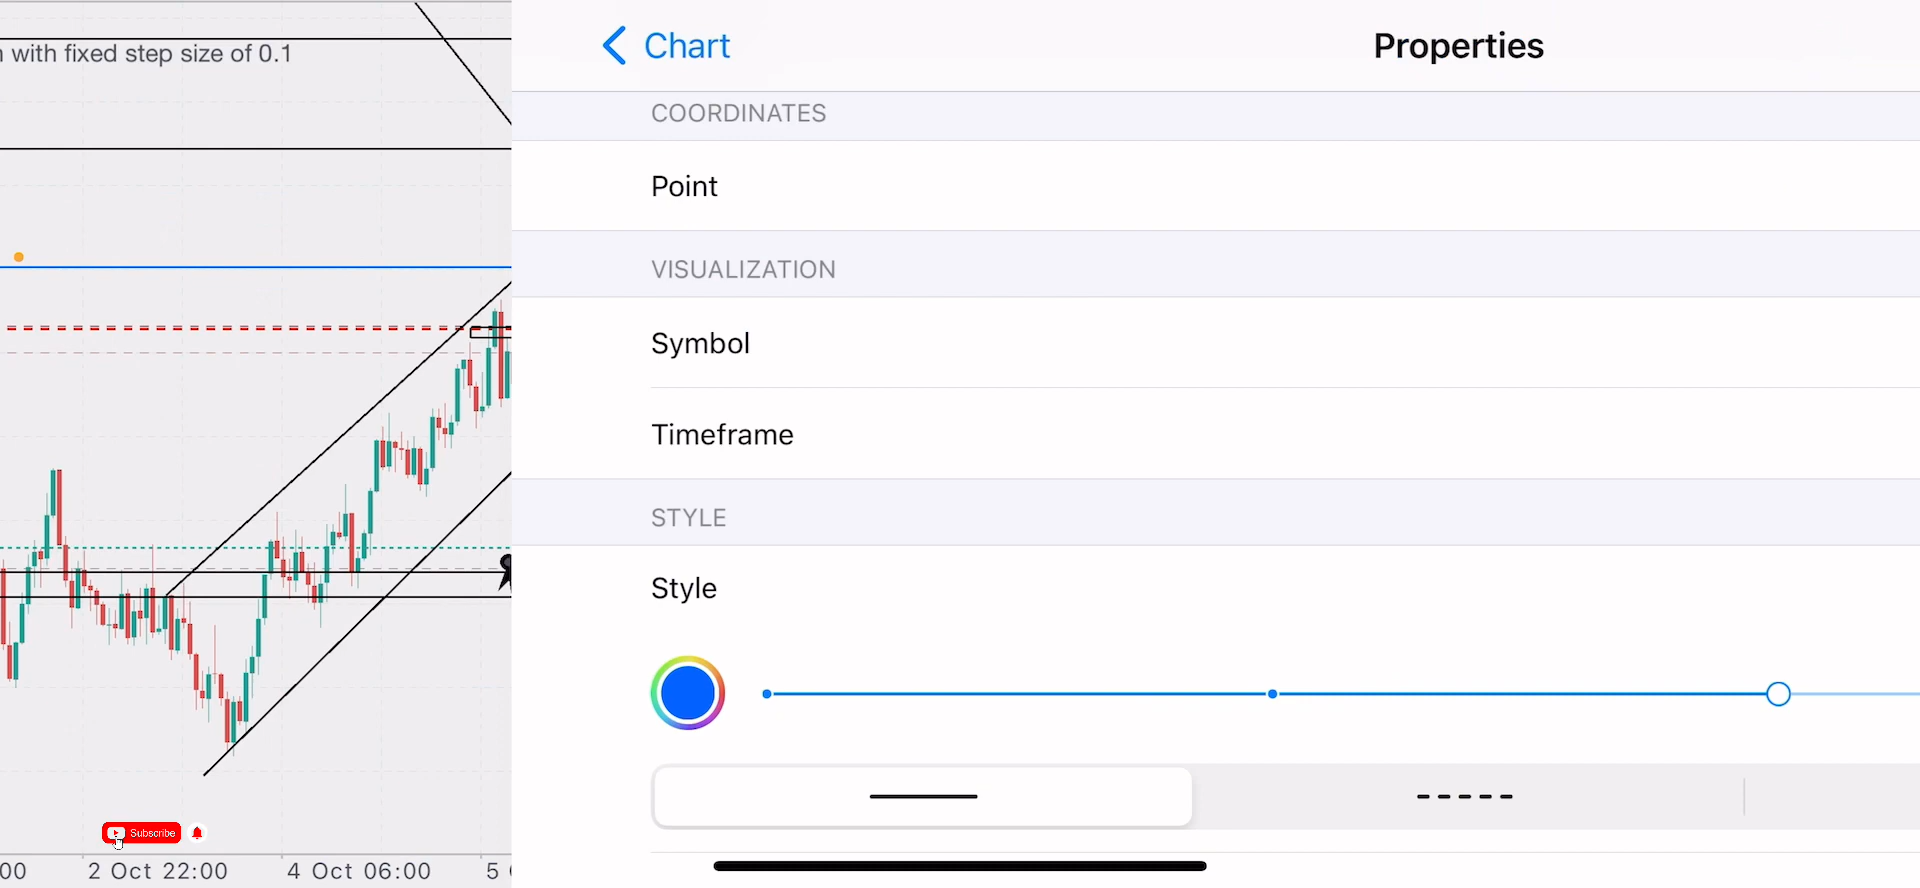 with fixed step size of 0.1
Subscribe
00
2 Oct 22:00
4 Oct 06:00
5
Chart
Properties
COORDINATES
Point
VISUALIZATION
Symbol
Timeframe
STYLE
Style